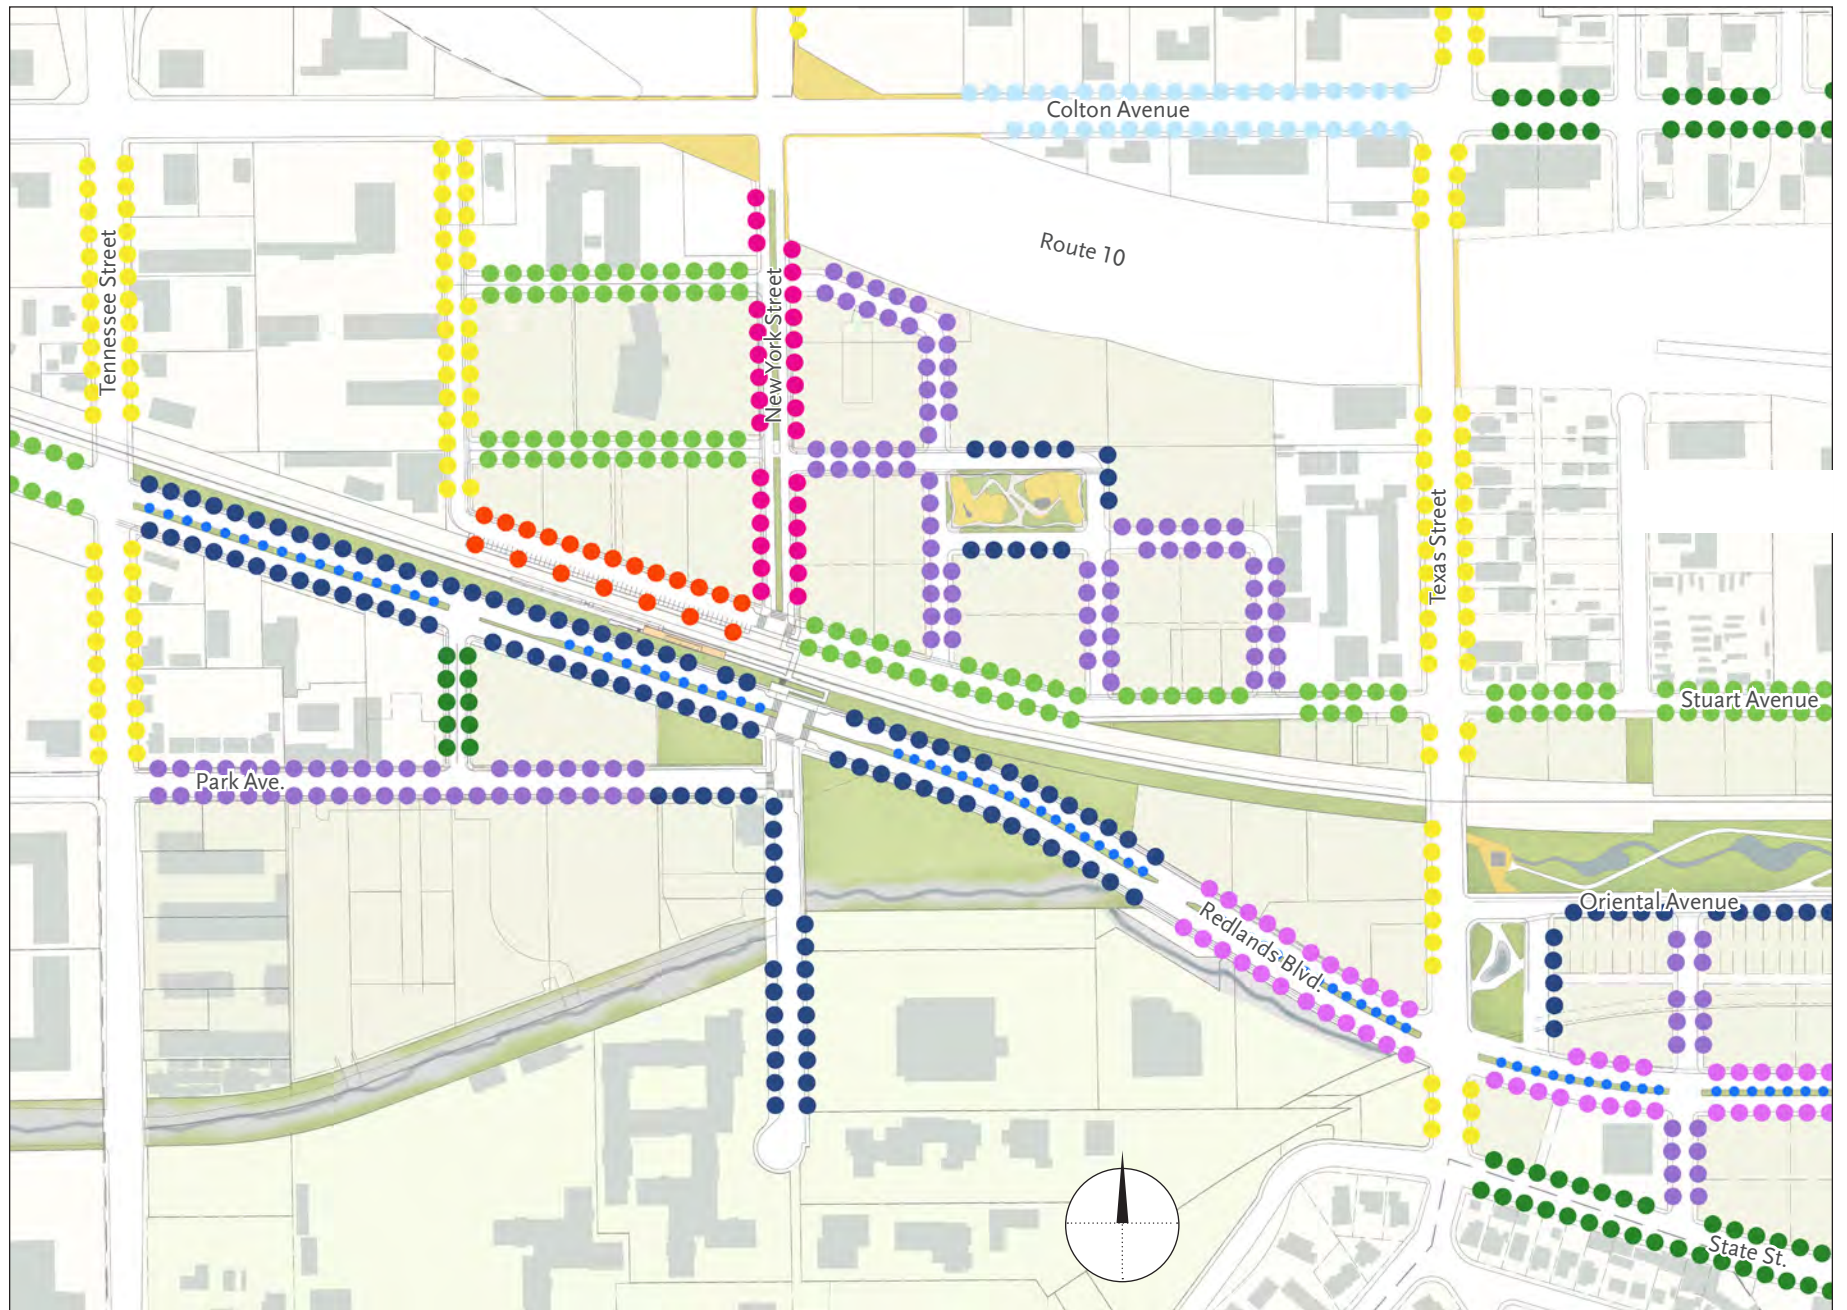 Colton Avenue
Route 10
Tennessee Street
New York Street
Texas Street
Stuart Avenue
Park Ave.
Oriental Avenue
Redlands Blvd.
State St.